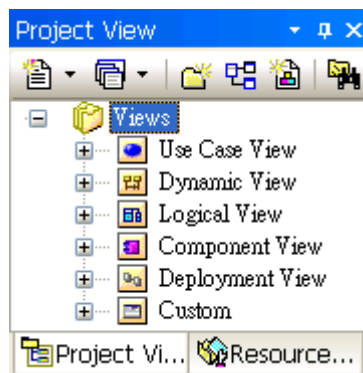 Project View
Views
Use Case View
Dynamic View
Logical View
Component View
Deployment View
Custom
Project Vi... Resource...